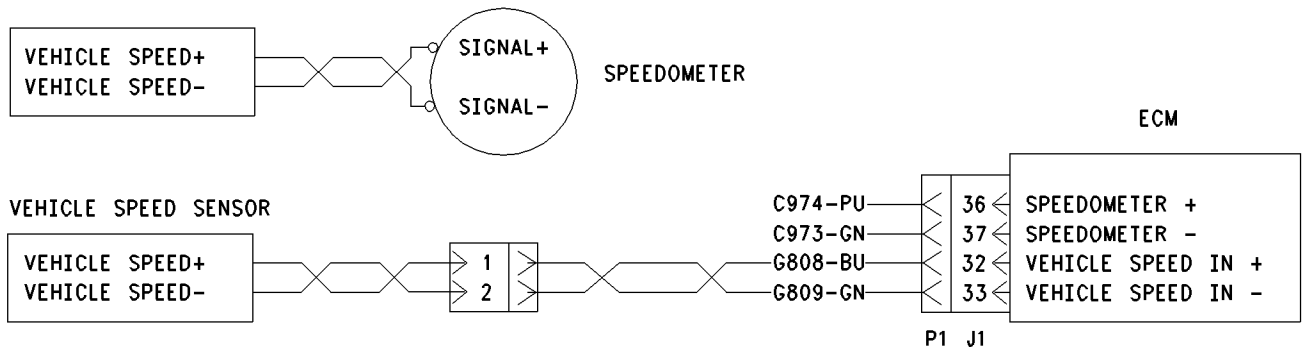 VEHICLE SPEED+
VEHICLE SPEED-
SIGNAL+
SIGNAL-
SPEEDOMETER
ECM
VEHICLE SPEED SENSOR
VEHICLE SPEED+
VEHICLE SPEED-
1
2
C974-PU
C973-GN
G808-BU
G809-GN
36
37
32
33
SPEEDOMETER +
SPEEDOMETER -
VEHICLE SPEED IN +
VEHICLE SPEED IN -
P1 J1